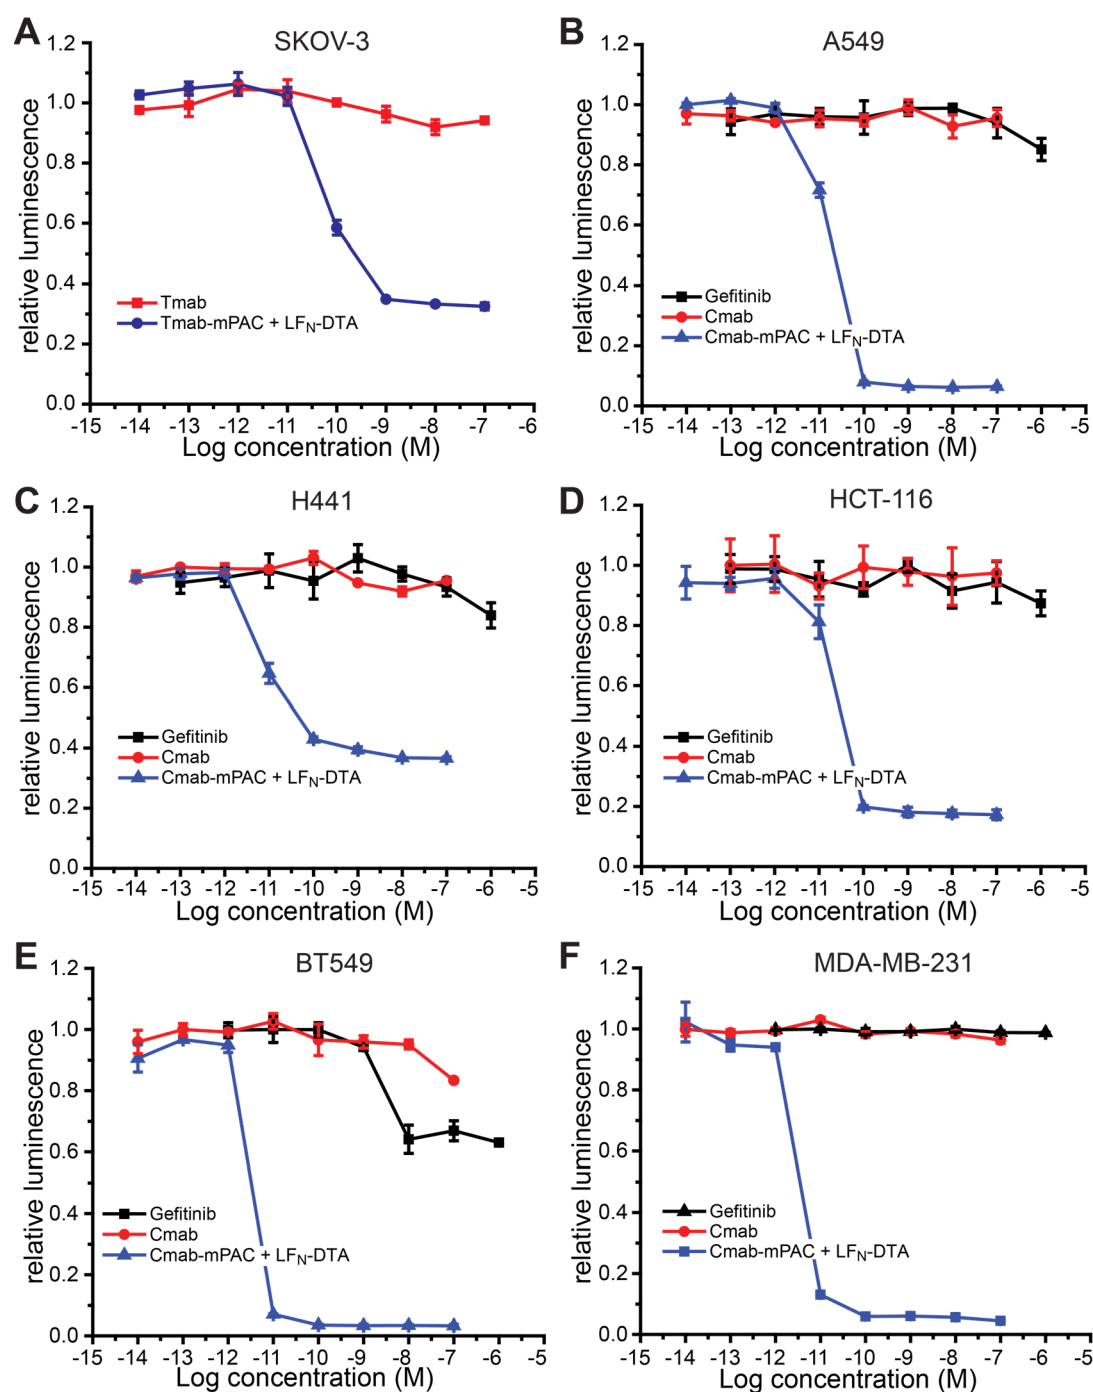 A
SKOV-3
relative luminescence
1.2
1.0
0.8
0.6
0.4
0.2
0.0
Tmab
Tmab-mPAC + LFN-DTA
-15 -14 -13 -12 -11 -10 -9 -8 -7 -6
Log concentration (M)
B
A549
relative luminescence
1.2
1.0
0.8
0.6
0.4
0.2
0.0
Gefitinib
Cmab
Cmab-mPAC + LFN-DTA
-15 -14 -13 -12 -11 -10 -9 -8 -7 -6 -5
Log concentration (M)
C
H441
relative luminescence
1.2
1.0
0.8
0.6
0.4
0.2
0.0
Gefitinib
Cmab
Cmab-mPAC + LFN-DTA
-15 -14 -13 -12 -11 -10 -9 -8 -7 -6 -5
Log concentration (M)
D
HCT-116
relative luminescence
1.2
1.0
0.8
0.6
0.4
0.2
0.0
Gefitinib
Cmab
Cmab-mPAC + LFN-DTA
-15 -14 -13 -12 -11 -10 -9 -8 -7 -6 -5
Log concentration (M)
E
BT549
relative luminescence
1.2
1.0
0.8
0.6
0.4
0.2
0.0
Gefitinib
Cmab
Cmab-mPAC + LFN-DTA
-15 -14 -13 -12 -11 -10 -9 -8 -7 -6 -5
Log concentration (M)
F
MDA-MB-231
relative luminescence
1.2
1.0
0.8
0.6
0.4
0.2
0.0
Gefitinib
Cmab
Cmab-mPAC + LFN-DTA
-15 -14 -13 -12 -11 -10 -9 -8 -7 -6 -5
Log concentration (M)